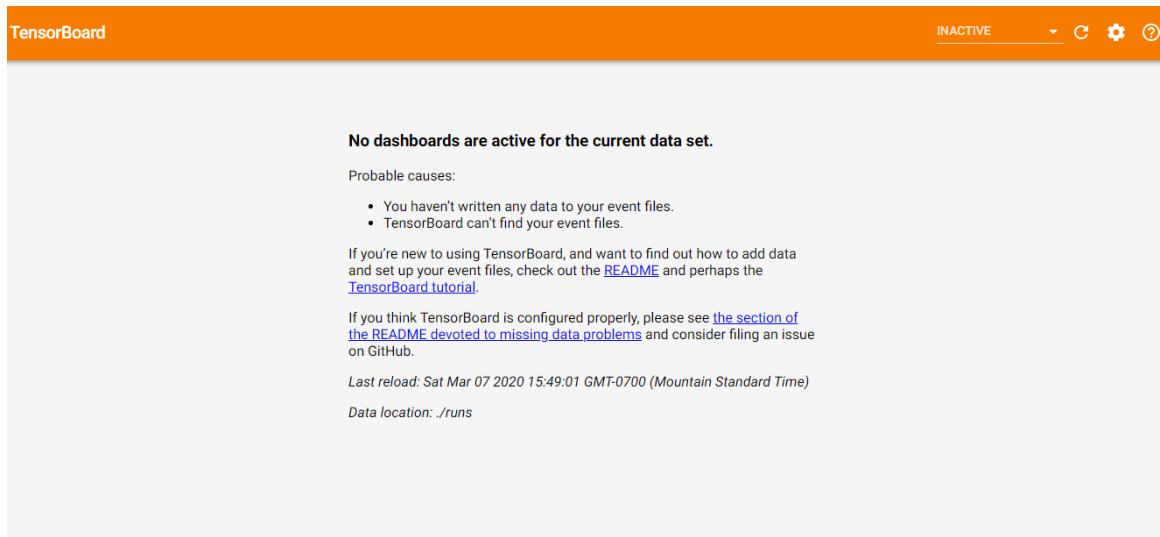 TensorBoard
INACTIVE
No dashboards are active for the current data set.
Probable causes:
• You haven't written any data to your event files.
• TensorBoard can't find your event files.
If you're new to using TensorBoard, and want to find out how to add data
and set up your event files, check out the README and perhaps the
TensorBoard tutorial.
If you think TensorBoard is configured properly, please see the section of
the README devoted to missing data problems and consider filing an issue
on GitHub.
Last reload: Sat Mar 07 2020 15:49:01 GMT-0700 (Mountain Standard Time)
Data location: ./runs